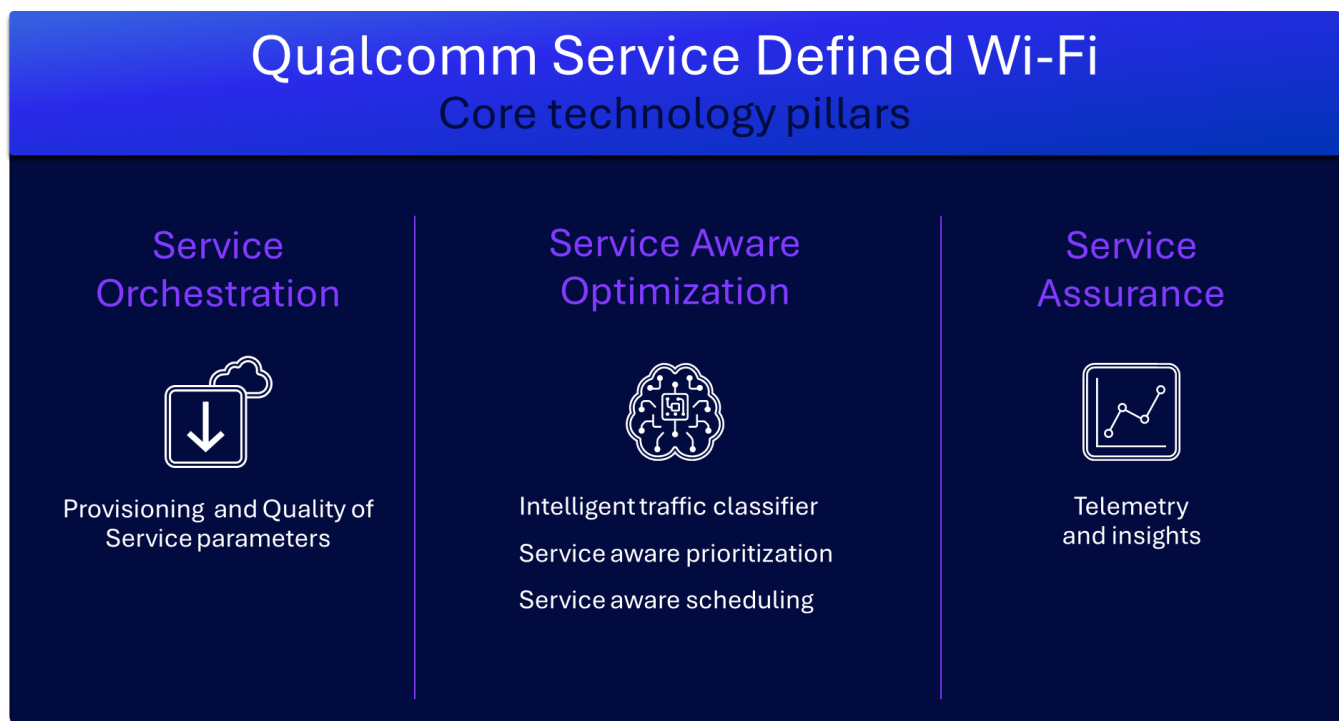 Qualcomm Service Defined Wi-Fi
Core technology pillars
Service
Orchestration
Provisioning and Quality of
Service parameters
Service Aware
Optimization
Intelligent traffic classifier
Service aware prioritization
Service aware scheduling
Service
Assurance
Telemetry
and insights